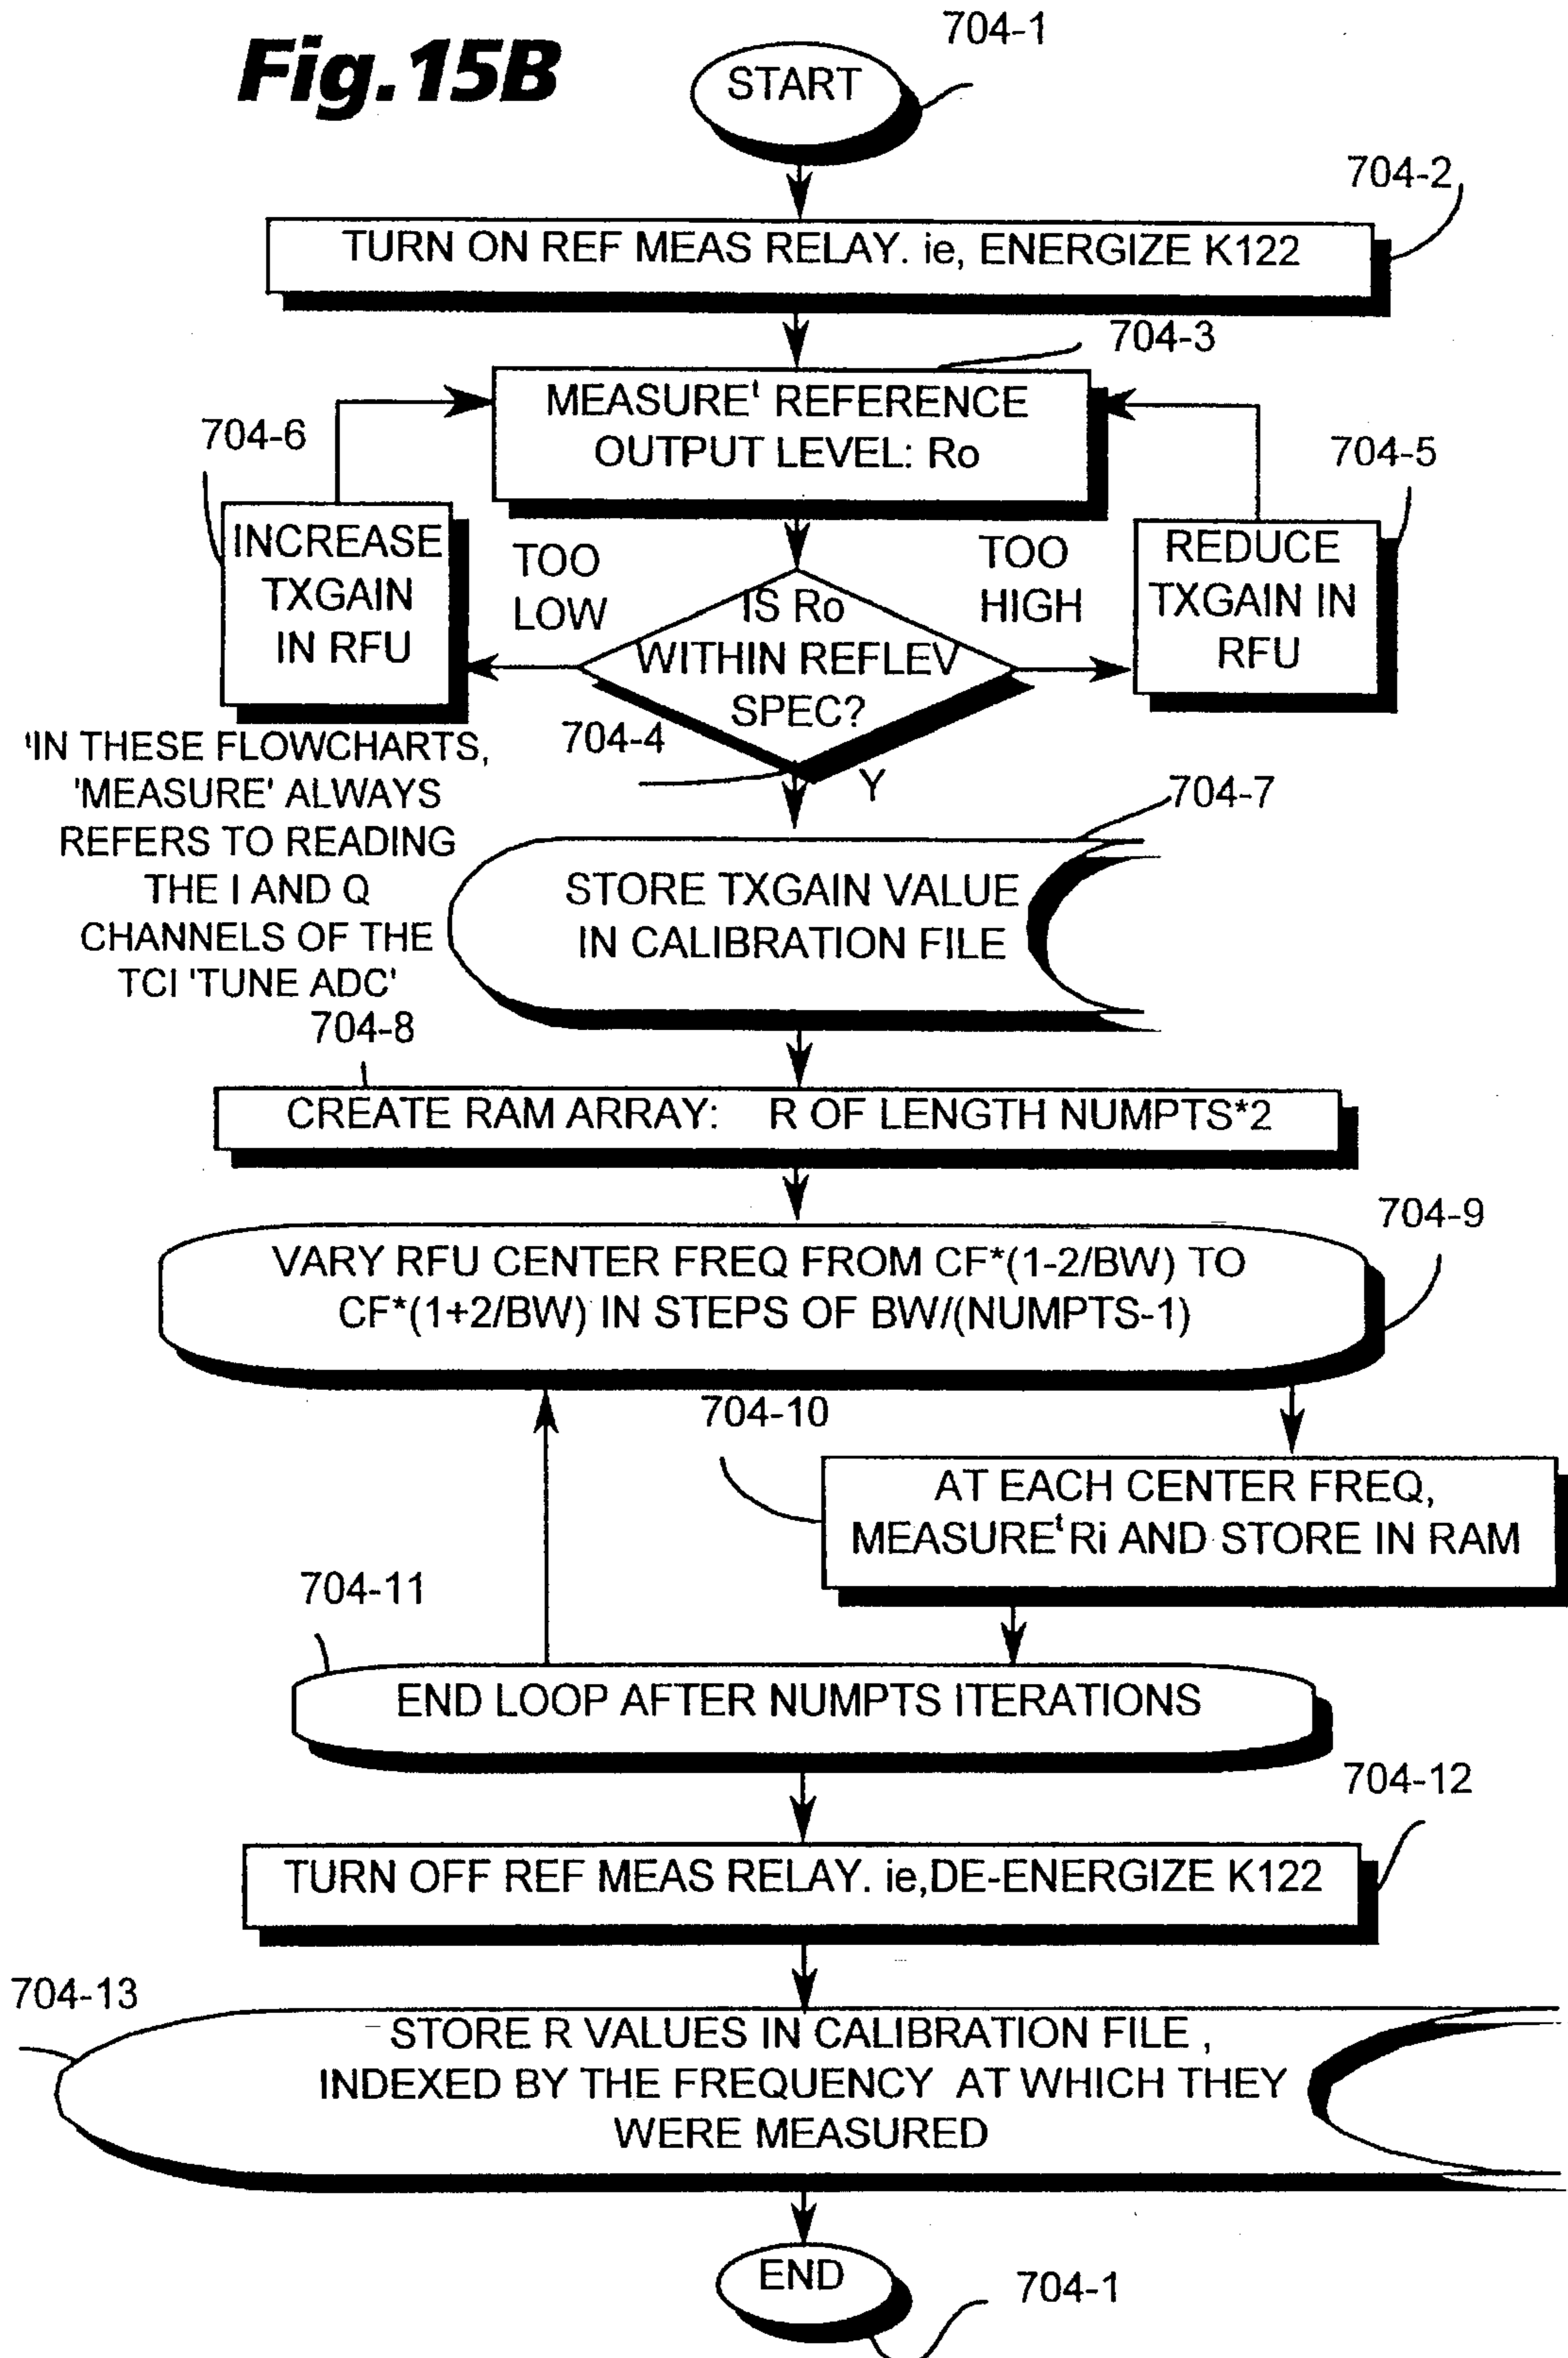 Fig.15B
704-1
START
704-2
TURN ON REF MEAS RELAY. ie, ENERGIZE K122
704-3
MEASURE᾽ᵗ REFERENCE
OUTPUT LEVEL: Ro
704-6
INCREASE
TXGAIN
IN RFU
TOO
LOW
IS Ro
WITHIN REFLEV
SPEC?
TOO
HIGH
704-5
REDUCE
TXGAIN IN
RFU
704-4
Y
'IN THESE FLOWCHARTS,
'MEASURE' ALWAYS
REFERS TO READING
THE I AND Q
CHANNELS OF THE
TCI 'TUNE ADC'
704-7
STORE TXGAIN VALUE
IN CALIBRATION FILE
704-8
CREATE RAM ARRAY: R OF LENGTH NUMPTS*2
704-9
VARY RFU CENTER FREQ FROM CF*(1-2/BW) TO
CF*(1+2/BW) IN STEPS OF BW/(NUMPTS-1)
704-10
AT EACH CENTER FREQ,
MEASUREᵗRi AND STORE IN RAM
704-11
END LOOP AFTER NUMPTS ITERATIONS
704-12
TURN OFF REF MEAS RELAY. ie,DE-ENERGIZE K122
704-13
STORE R VALUES IN CALIBRATION FILE ,
INDEXED BY THE FREQUENCY AT WHICH THEY
WERE MEASURED
END
704-1